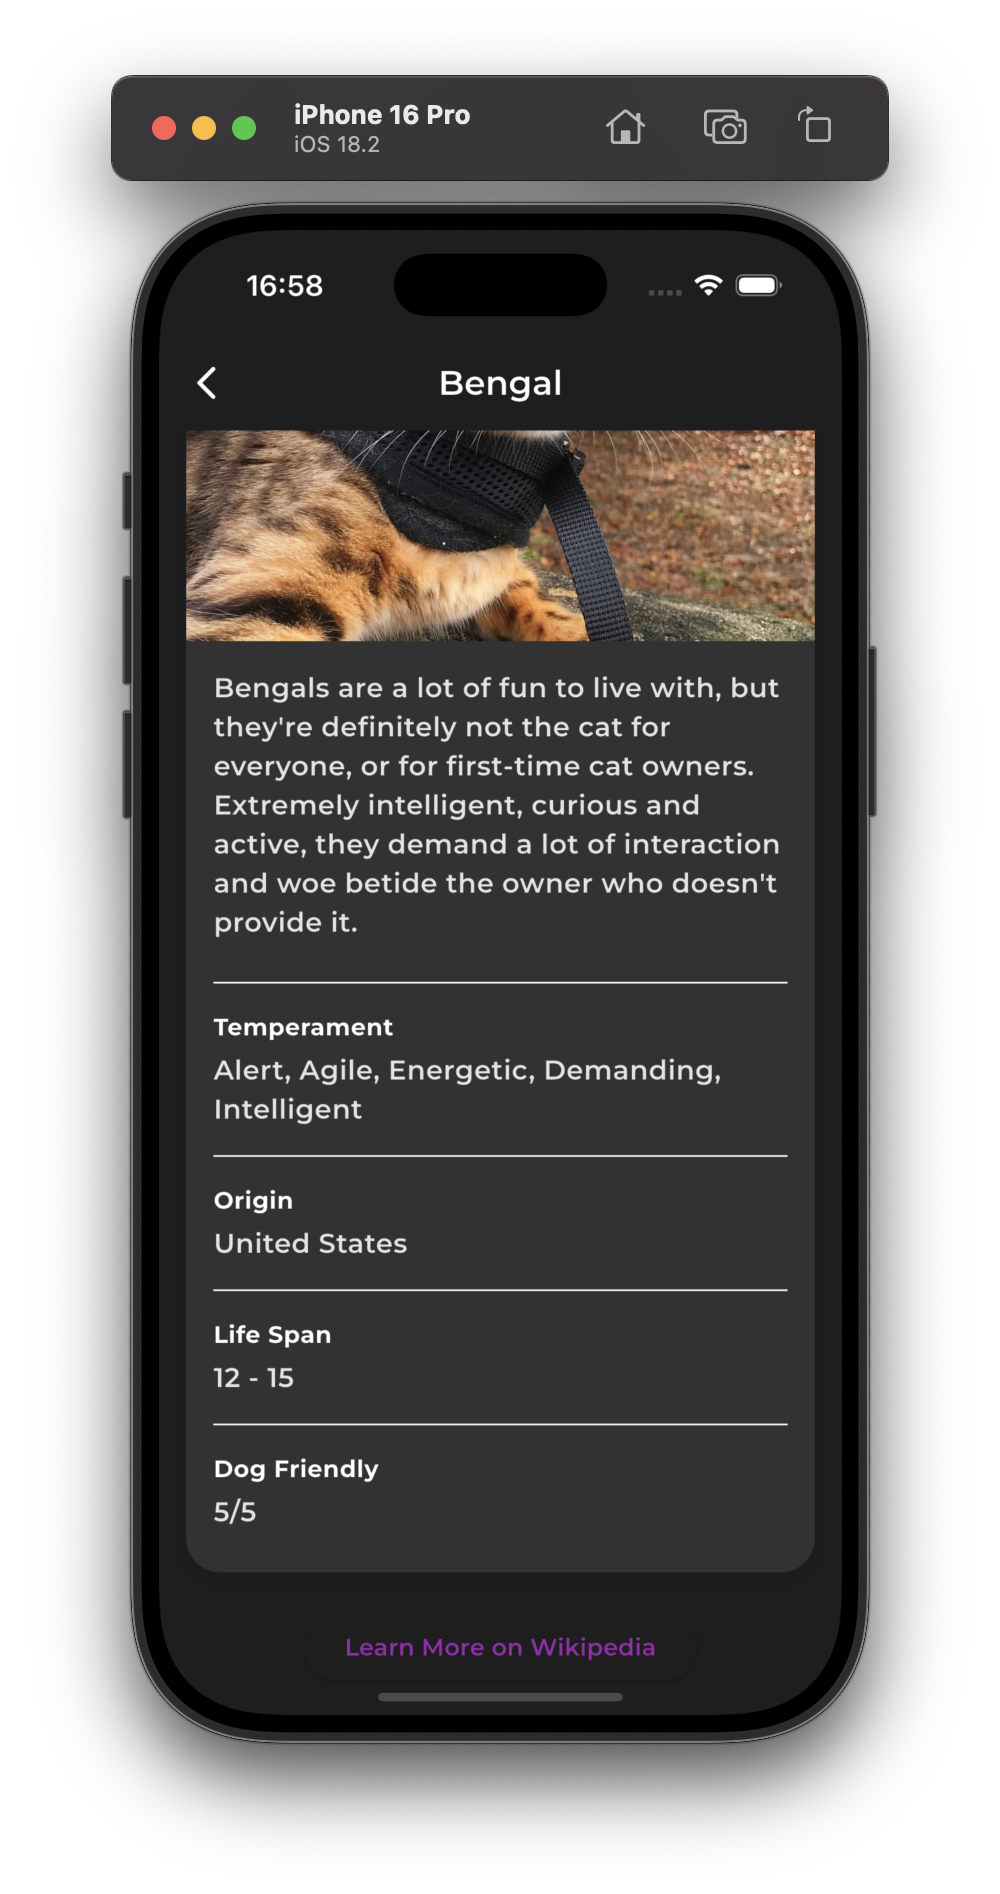 iPhone 16 Pro
iOS 18.2
16:58
Bengal
Bengals are a lot of fun to live with, but
they're definitely not the cat for
everyone, or for first-time cat owners.
Extremely intelligent, curious and
active, they demand a lot of interaction
and woe betide the owner who doesn't
provide it.
Temperament
Alert, Agile, Energetic, Demanding,
Intelligent
Origin
United States
Life Span
12 - 15
Dog Friendly
5/5
Learn More on Wikipedia